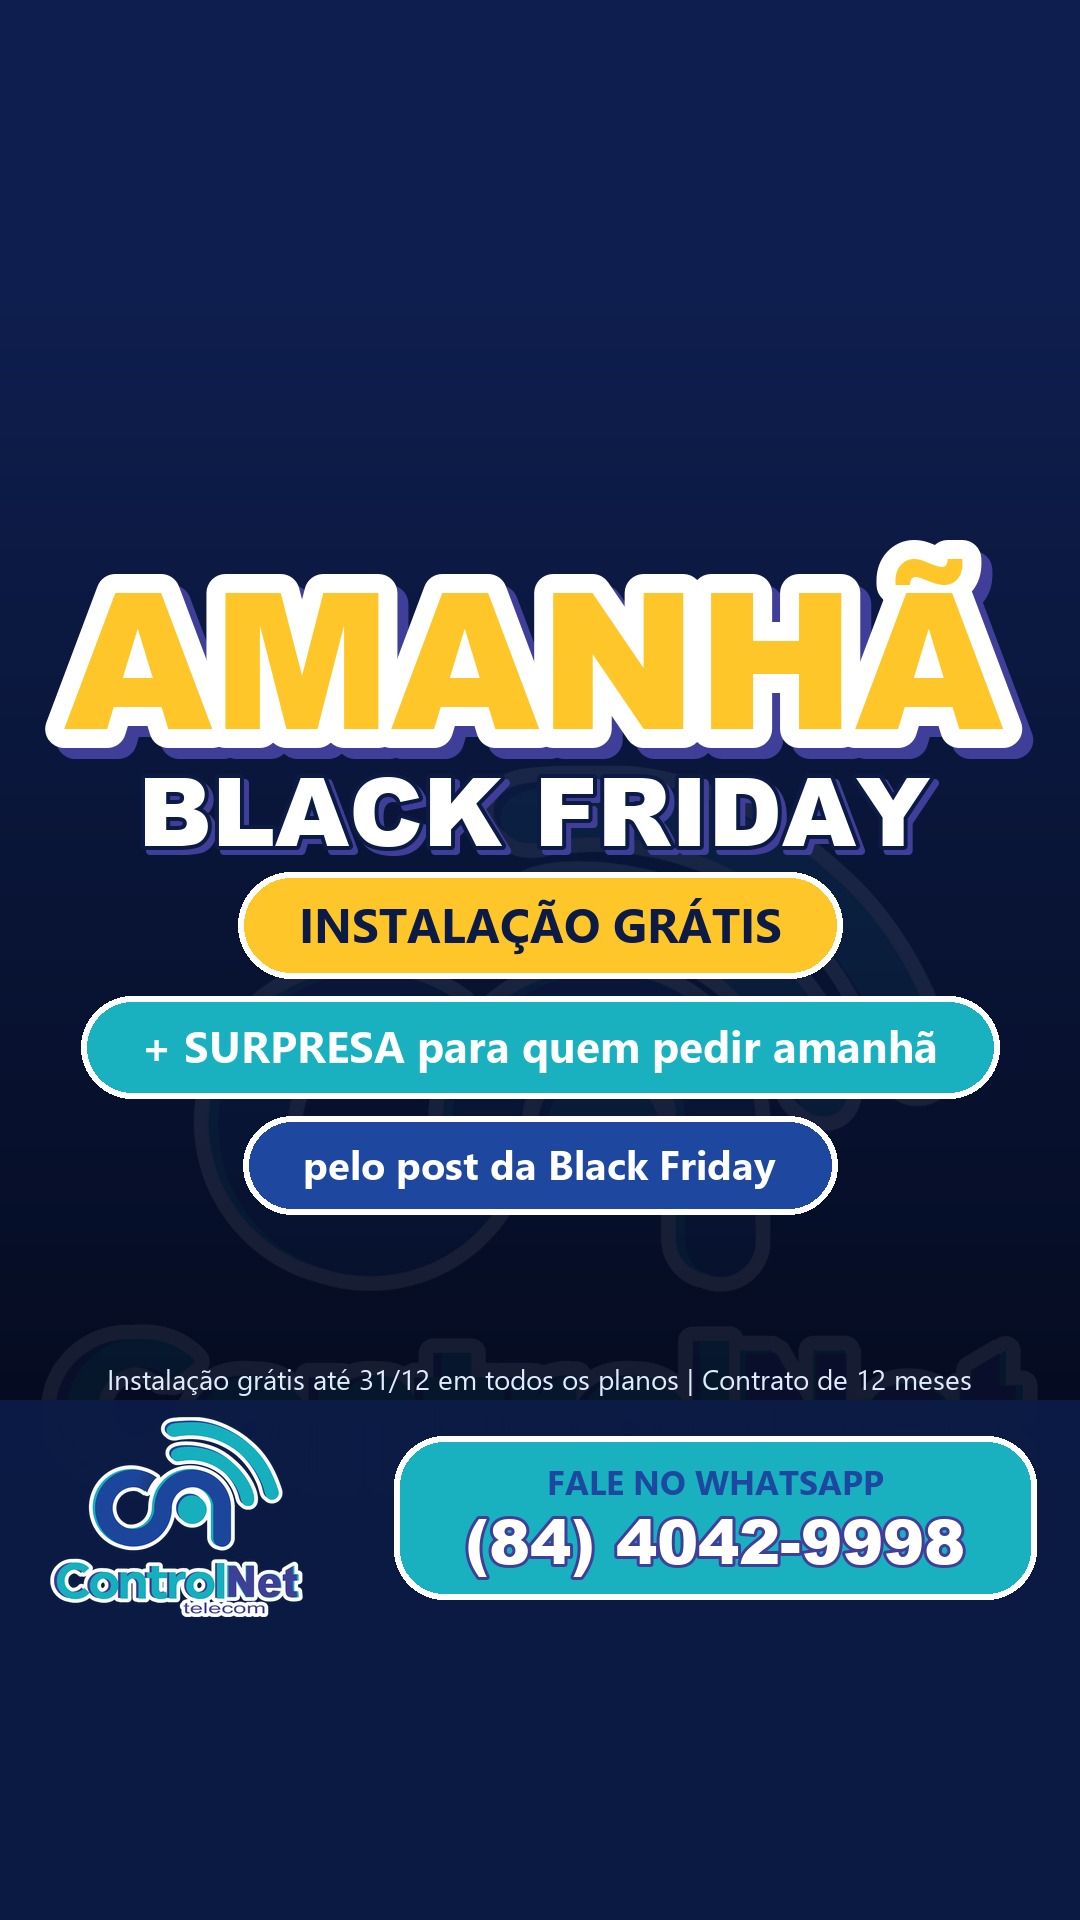 AMANHÃ
BLACK FRIDAY
INSTALAÇÃO GRÁTIS
+ SURPRESA para quem pedir amanhã
pelo post da Black Friday
Instalação grátis até 31/12 em todos os planos | Contrato de 12 meses
ControlNet
telecom
FALE NO WHATSAPP
(84) 4042-9998